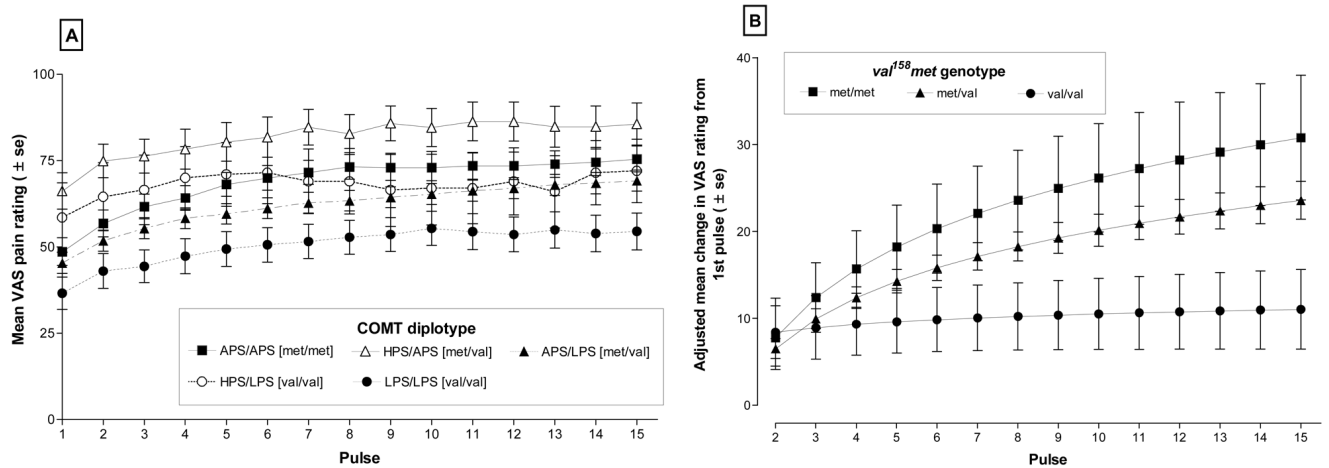 A
Mean VAS pain rating ( ± se)
100
75
50
25
0
COMT diplotype
APS/APS [met/met] HPS/APS [met/val] APS/LPS [met/val]
HPS/LPS [val/val] LPS/LPS [val/val]
1 2 3 4 5 6 7 8 9 10 11 12 13 14 15
Pulse
B
Adjusted mean change in VAS rating from
1st pulse ( ± se)
40
30
20
10
0
val158met genotype
met/met met/val val/val
2 3 4 5 6 7 8 9 10 11 12 13 14 15
Pulse